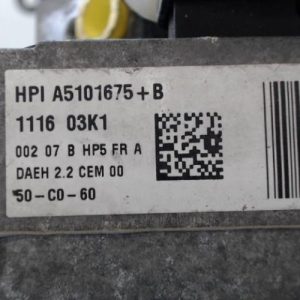 HPI A5101675+B
1116 03K1
002 07 B HP5 FR A
DAEH 2.2 CEM 00
50-C0-60